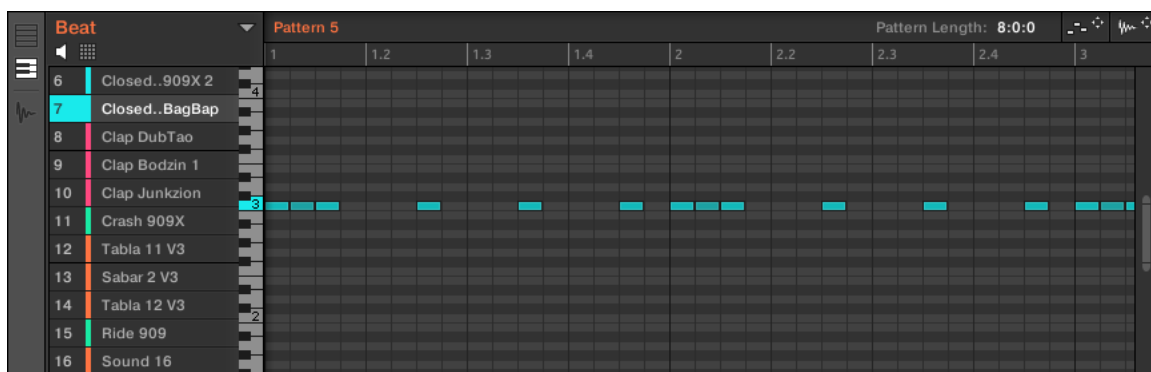 Beat
Pattern 5
Pattern Length: 8:0:0
1 1.2 1.3 1.4 2 2.2 2.3 2.4 3
6 Closed..909X 2
4
7 Closed..BagBap
8 Clap DubTao
9 Clap Bodzin 1
10 Clap Junkzion
3
11 Crash 909X
12 Tabla 11 V3
13 Sabar 2 V3
14 Tabla 12 V3
2
15 Ride 909
16 Sound 16